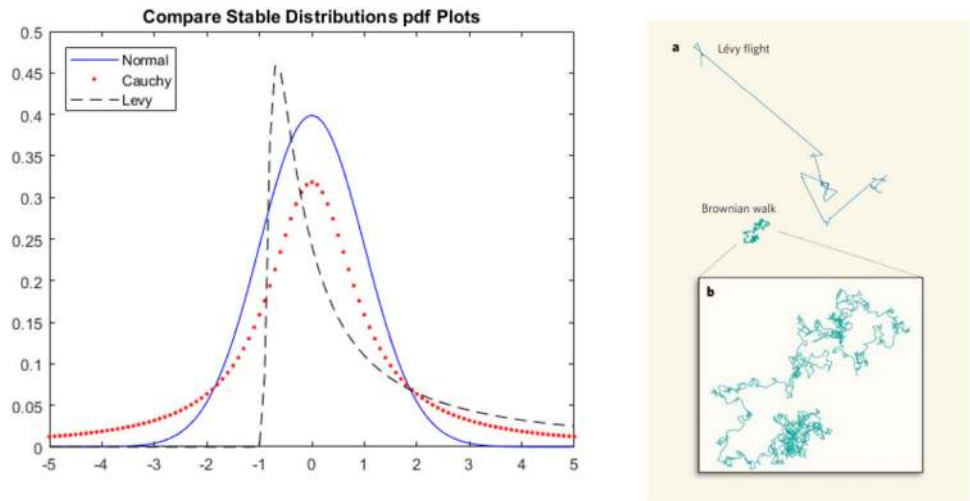 Compare Stable Distributions pdf Plots
0.5
0.45
0.4
0.35
0.3
0.25
0.2
0.15
0.1
0.05
0
Normal
Cauchy
Levy
-5
-4
-3
-2
-1
0
1
2
3
4
5
a
Lévy flight
Brownian walk
b